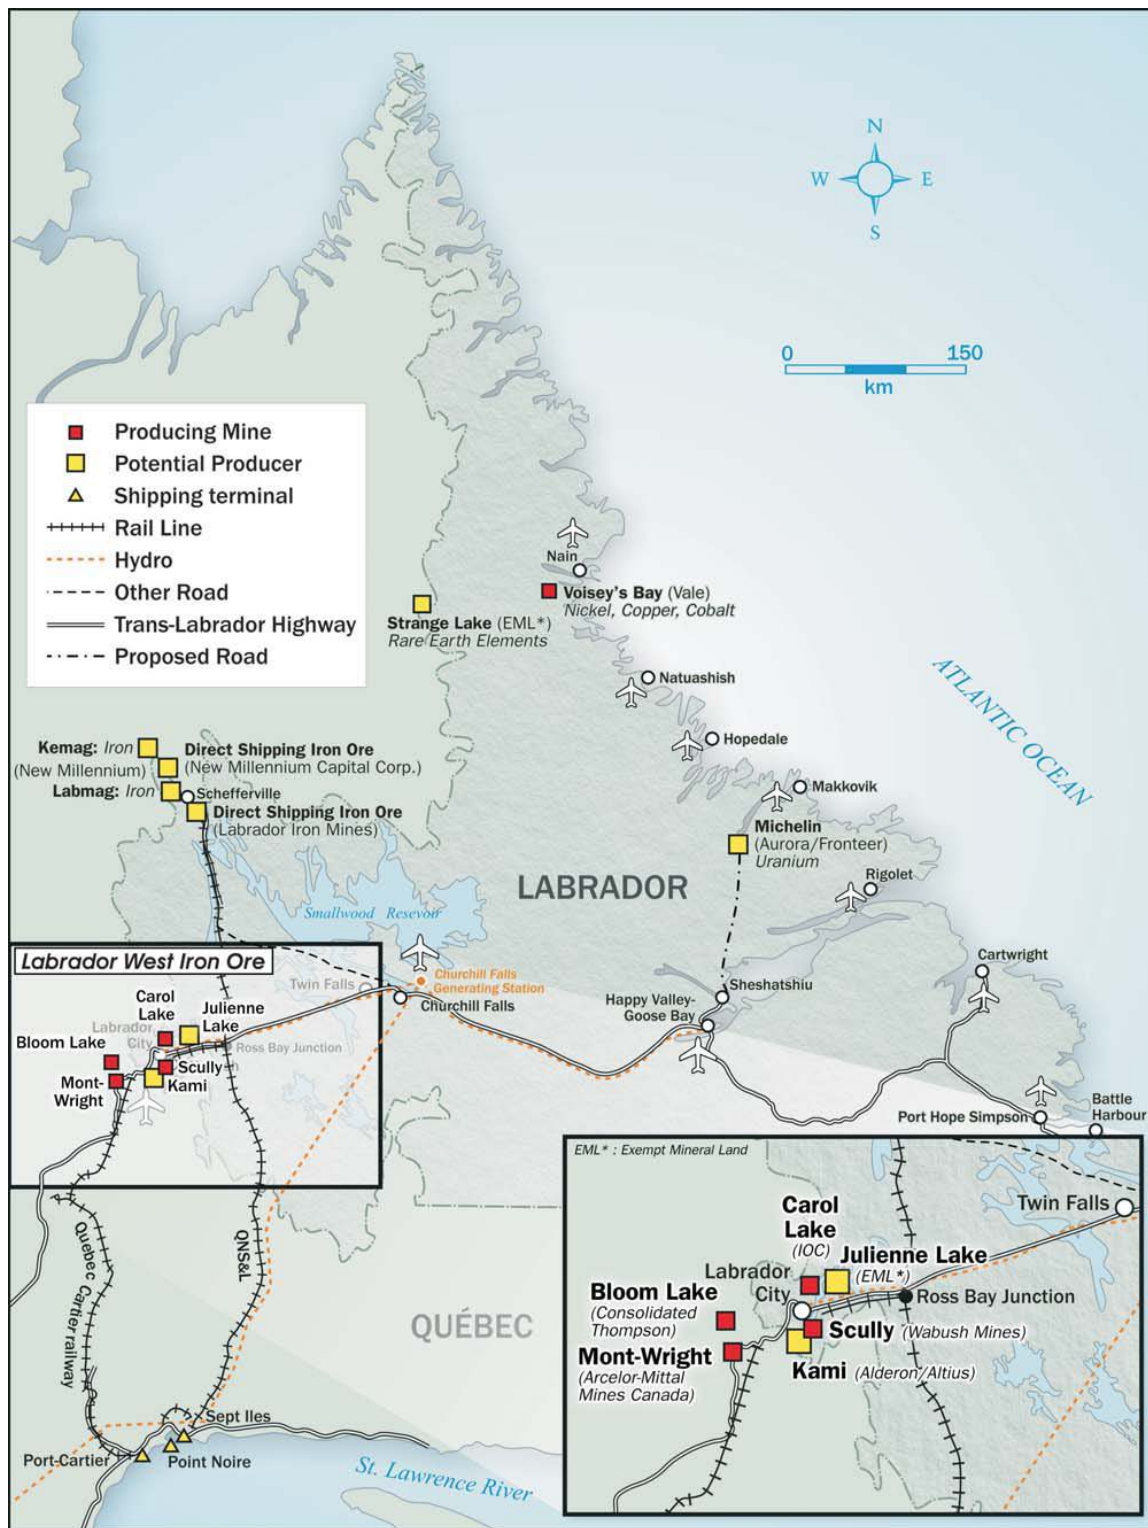 N
W
E
S
0
150
km
Producing Mine
Potential Producer
Shipping terminal
Rail Line
Hydro
Other Road
Trans-Labrador Highway
Proposed Road
Nain
Voisey's Bay (Vale)
Nickel, Copper, Cobalt
Strange Lake (EML*)
Rare Earth Elements
Natuashish
ATLANTIC OCEAN
Hopedale
Kemag: Iron
(New Millennium)
Direct Shipping Iron Ore
(New Millennium Capital Corp.)
Labmag: Iron
Schefferville
Direct Shipping Iron Ore
(Labrador Iron Mines)
Makkovik
Michelin
(Aurora/Fronteer)
Uranium
Rigolet
LABRADOR
Smallwood Resevoir
Labrador West Iron Ore
Cartwright
Twin Falls
Churchill Falls
Generating Station
Churchill Falls
Sheshatshiu
Happy Valley-
Goose Bay
Carol
Lake
Julienne
Lake
Labrador
City
Bloom Lake
Ross Bay Junction
Scully
Mont-
Wright
Kami
Port Hope Simpson
Battle
Harbour
Quebec Cartier railway
QNS&L
QUÉBEC
Sept Iles
Port-Cartier
Point Noire
St. Lawrence River
EML* : Exempt Mineral Land
Twin Falls
Carol
Lake
(IOC)
Julienne Lake
(EML*)
Labrador
City
Ross Bay Junction
Bloom Lake
(Consolidated
Thompson)
Scully (Wabush Mines)
Mont-Wright
(Arcelor-Mittal
Mines Canada)
Kami (Alderon/Altius)